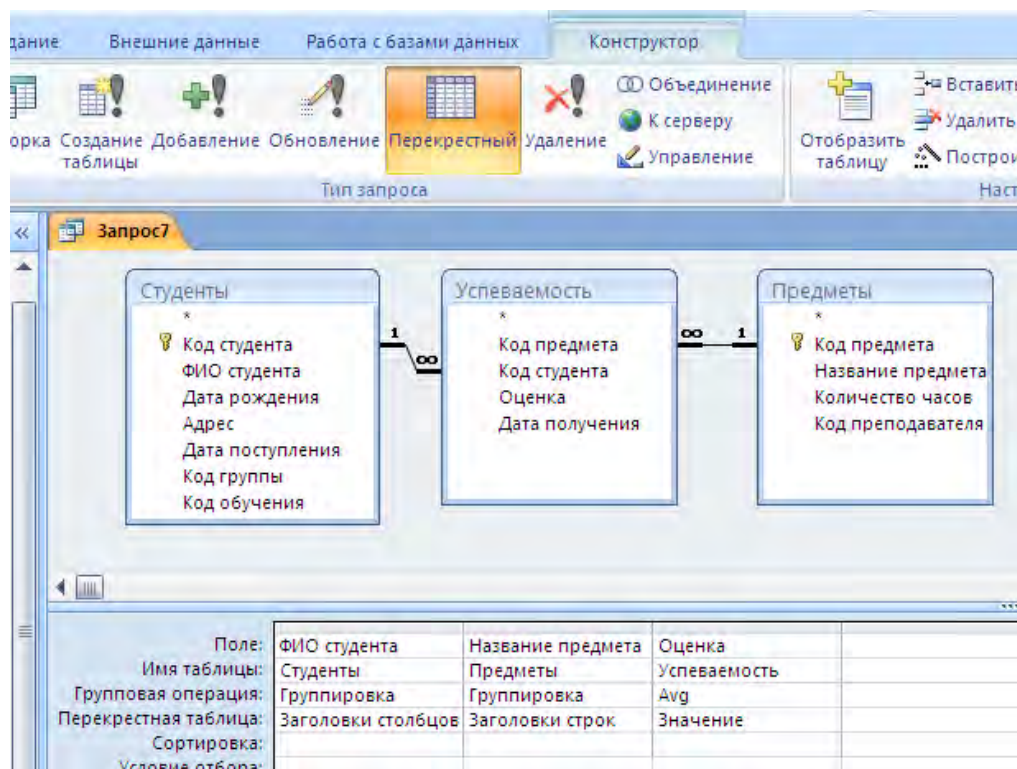 дание Внешние данные Работа с базами данных Конструктор
Объединение
Вставить
К серверу
Удалить
орка Создание таблицы Добавление Обновление Перекрестный Удаление
Управление
Отобразить таблицу
Построи
Тип запроса
Наст
« Запрос7
Студенты Успеваемость Предметы
* * *
Код студента Код предмета Код предмета
ФИО студента Код студента Название предмета
Дата рождения Оценка Количество часов
Адрес Дата получения Код преподавателя
Дата поступления
Код группы
Код обучения
1 ∞ ∞ 1
Поле: ФИО студента Название предмета Оценка
Имя таблицы: Студенты Предметы Успеваемость
Групповая операция: Группировка Группировка Avg
Перекрестная таблица: Заголовки столбцов Заголовки строк Значение
Сортировка:
Условие отбора: